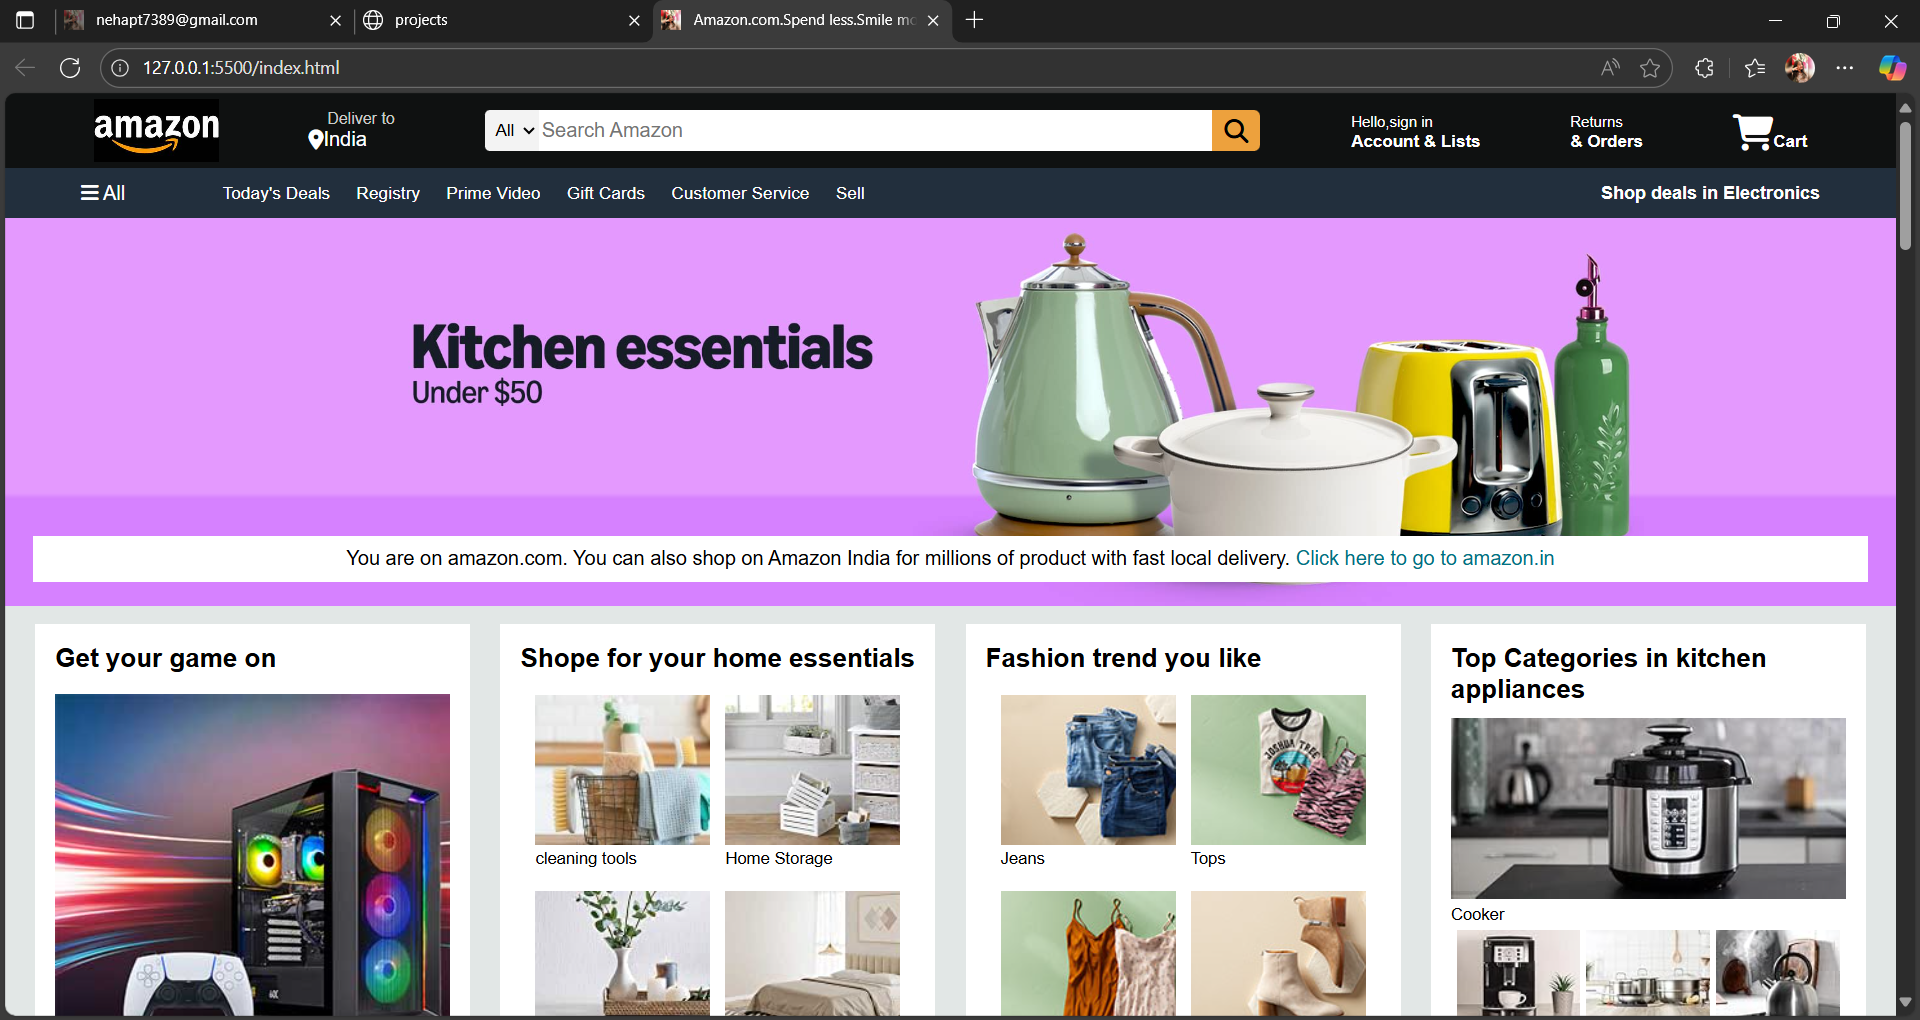 nehapt7389@gmail.com
projects
Amazon.com.Spend less.Smile mo
127.0.0.1:5500/index.html
amazon
Deliver to
India
All
Search Amazon
Hello,sign in
Account & Lists
Returns
& Orders
Cart
All
Today's Deals
Registry
Prime Video
Gift Cards
Customer Service
Sell
Shop deals in Electronics
Kitchen essentials
Under $50
You are on amazon.com. You can also shop on Amazon India for millions of product with fast local delivery. Click here to go to amazon.in
Get your game on
Shope for your home essentials
cleaning tools
Home Storage
Fashion trend you like
JOSHUA TREE
Jeans
Tops
Top Categories in kitchen
appliances
Cooker